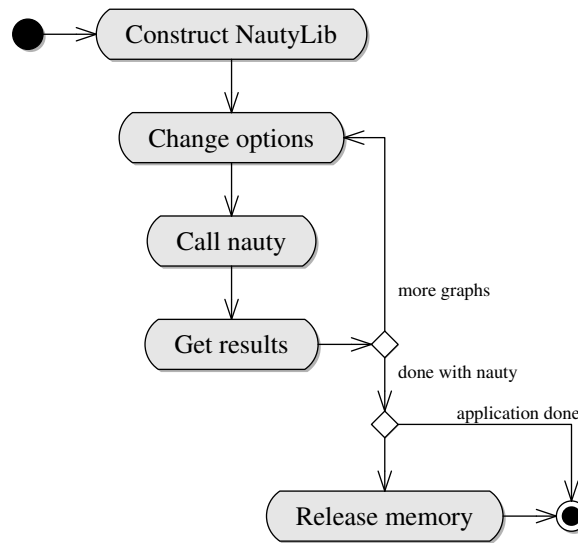 Construct NautyLib
Change options
Call nauty
more graphs
Get results
done with nauty
application done
Release memory